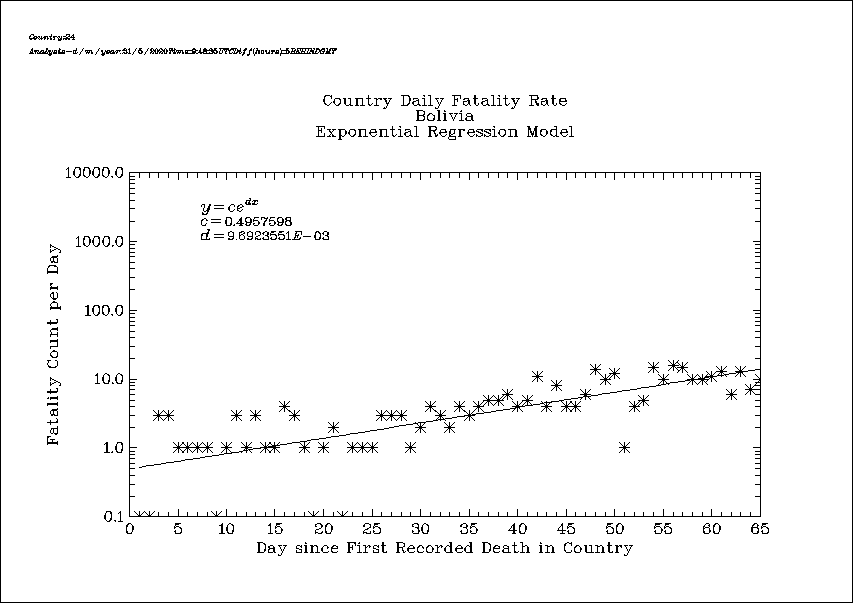 Country:24
Analysis-d/m/year:31/5/2020Time:9:48:35UTCDiff(hours):5BEHINDGMT
Country Daily Fatality Rate
Bolivia
Exponential Regression Model
10000.0
y=ce^dx
c=0.4957598
d=9.6923551E-03
1000.0
100.0
10.0
1.0
0.1
Fatality Count per Day
0 5 10 15 20 25 30 35 40 45 50 55 60 65
Day since First Recorded Death in Country